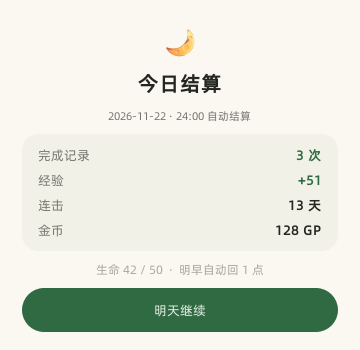 今日结算
2026-11-22 · 24:00 自动结算
完成记录 3 次
经验 +51
连击 13 天
金币 128 GP
生命 42 / 50 · 明早自动回 1 点
明天继续